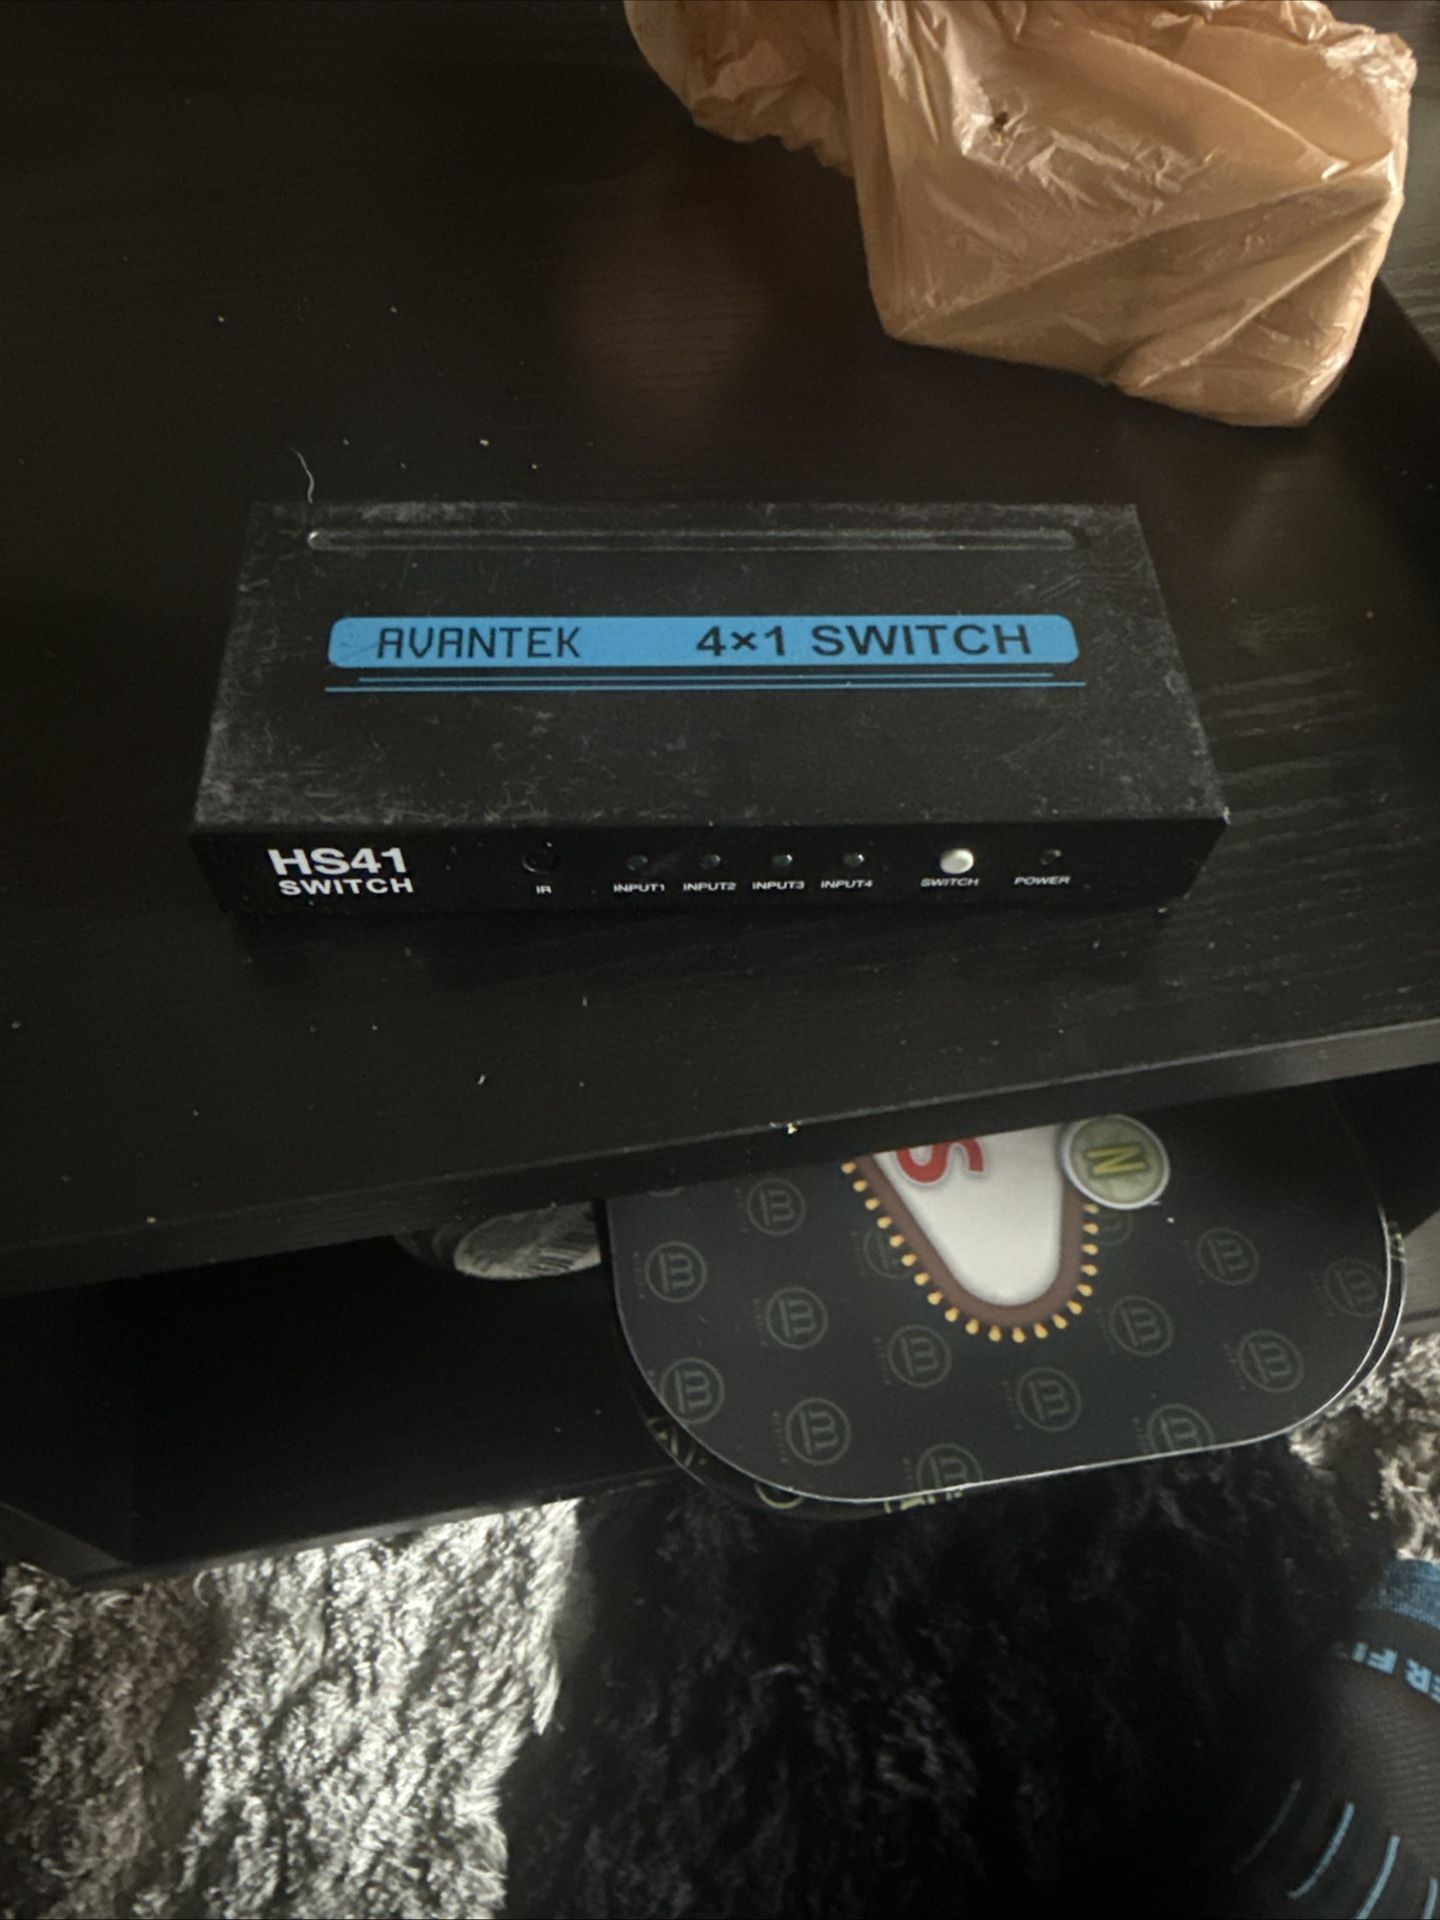 AVANTEK 4×1 SWITCH
HS41
SWITCH
IR INPUT1 INPUT2 INPUT3 INPUT4 SWITCH POWER
S
N